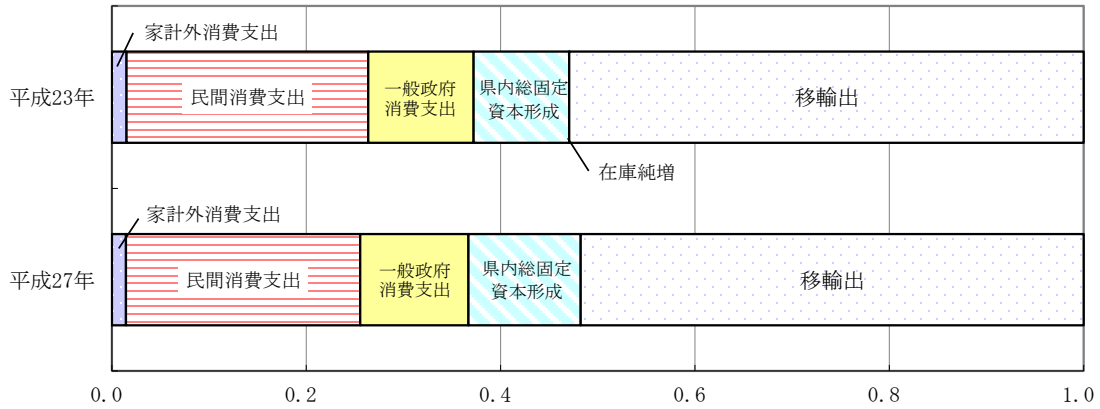 家計外消費支出
平成23年
民間消費支出
一般政府
消費支出
県内総固定
資本形成
移輸出
在庫純増
家計外消費支出
平成27年
民間消費支出
一般政府
消費支出
県内総固定
資本形成
移輸出
0.0 0.2 0.4 0.6 0.8 1.0